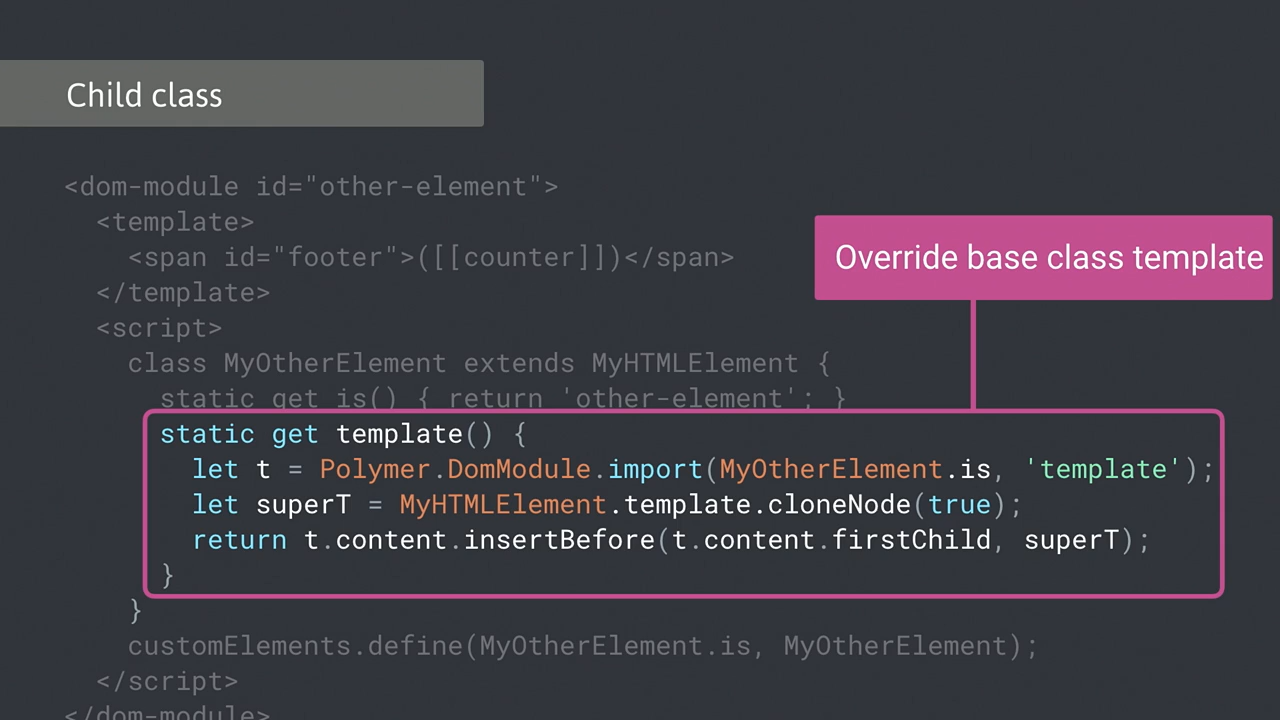 Child class
<dom-module id="other-element">
<template>
<span id="footer">([[counter]])</span>
Override base class template
</template>
<script>
class MyOtherElement extends MyHTMLElement {
static get is() { return 'other-element'; }
static get template() {
let t = Polymer.DomModule.import(MyOtherElement.is, 'template');
let superT = MyHTMLElement.template.cloneNode(true);
return t.content.insertBefore(t.content.firstChild, superT);
}
}
customElements.define(MyOtherElement.is, MyOtherElement);
</script>
</dom-module>